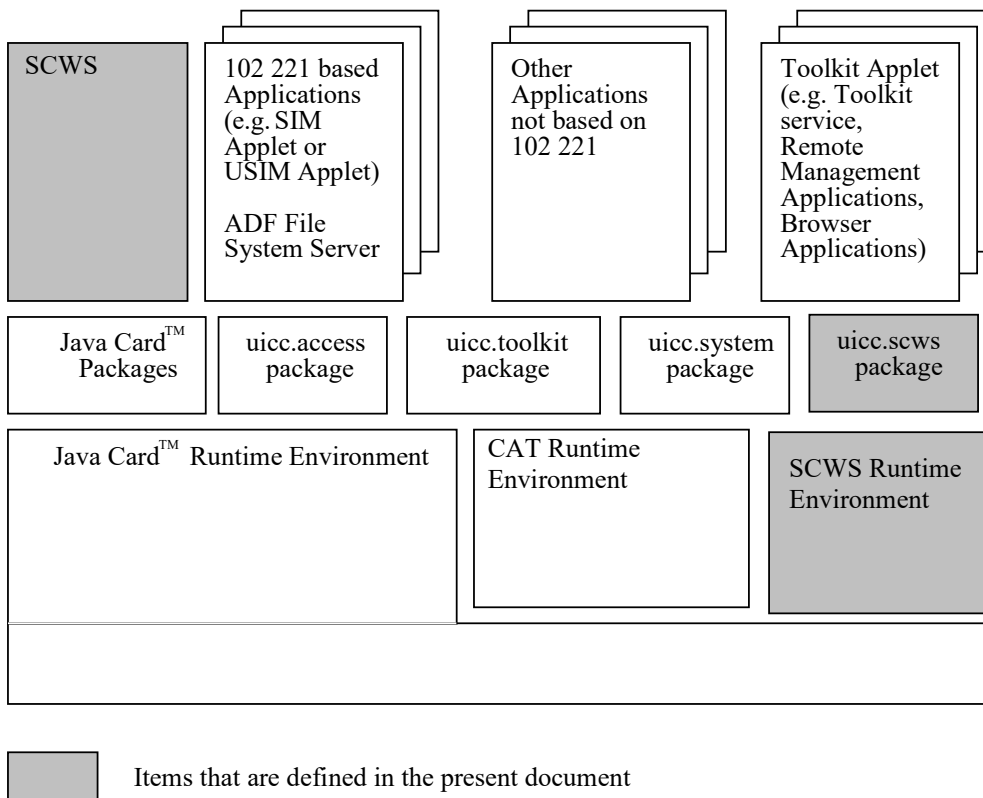 SCWS
102 221 based
Applications
(e.g. SIM
Applet or
USIM Applet)
ADF File
System Server
Other
Applications
not based on
102 221
Toolkit Applet
(e.g. Toolkit
service,
Remote
Management
Applications,
Browser
Applications)
Java Card™
Packages
uicc.access
package
uicc.toolkit
package
uicc.system
package
uicc.scws
package
Java Card™ Runtime Environment
CAT Runtime
Environment
SCWS Runtime
Environment
Items that are defined in the present document